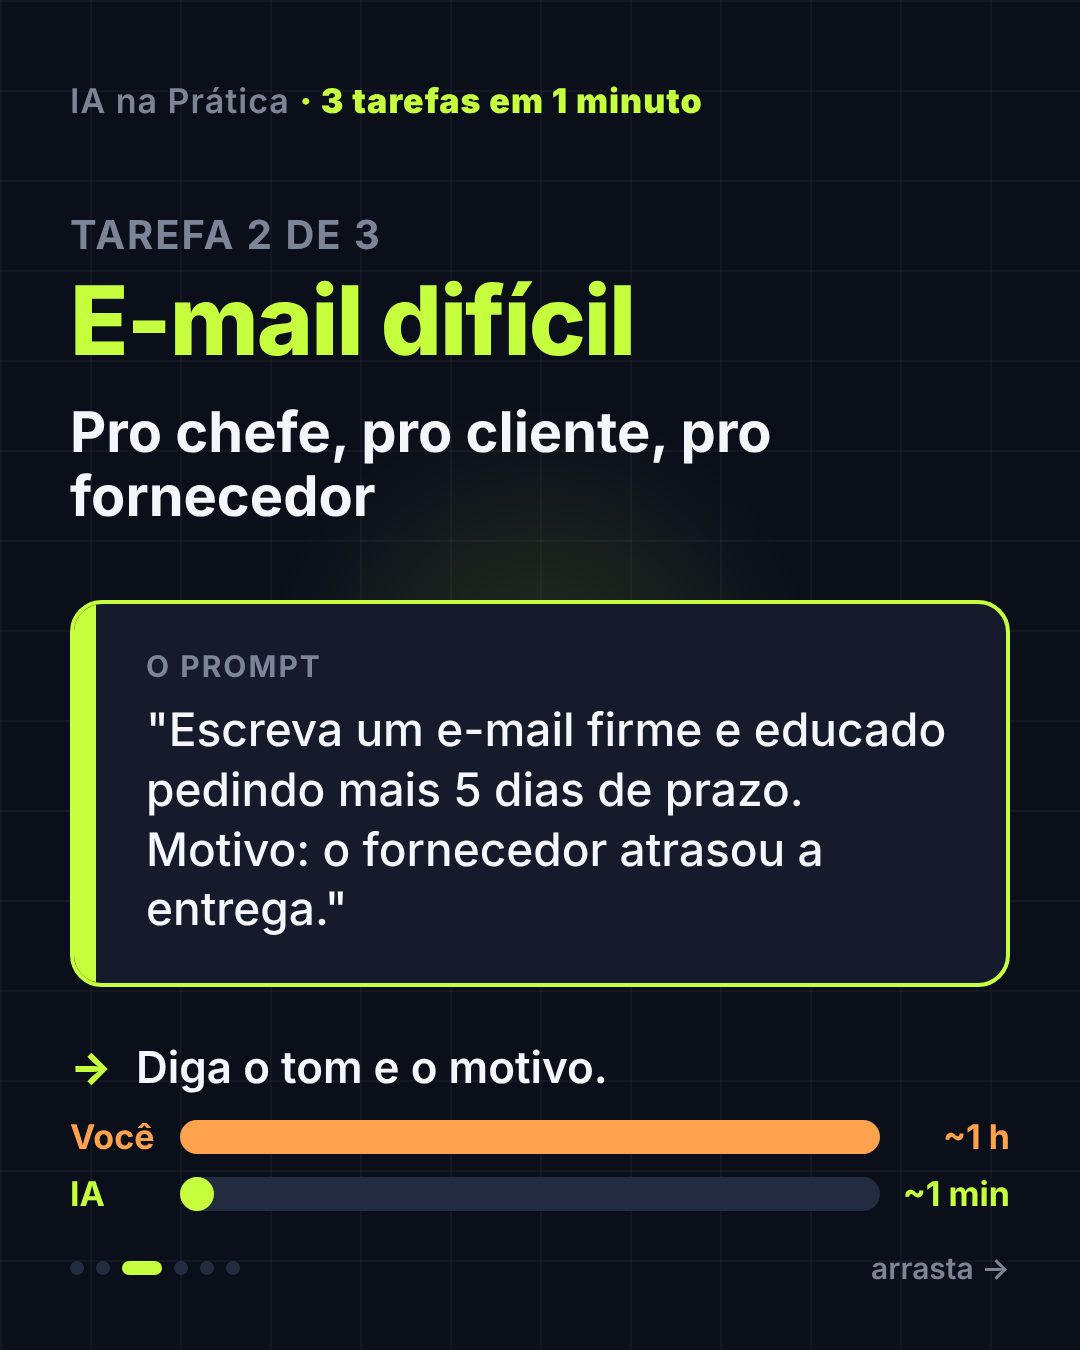 IA na Prática · 3 tarefas em 1 minuto
TAREFA 2 DE 3
E-mail difícil
Pro chefe, pro cliente, pro
fornecedor
O PROMPT
"Escreva um e-mail firme e educado
pedindo mais 5 dias de prazo.
Motivo: o fornecedor atrasou a
entrega."
→ Diga o tom e o motivo.
Você ~1 h
IA ~1 min
arrasta →